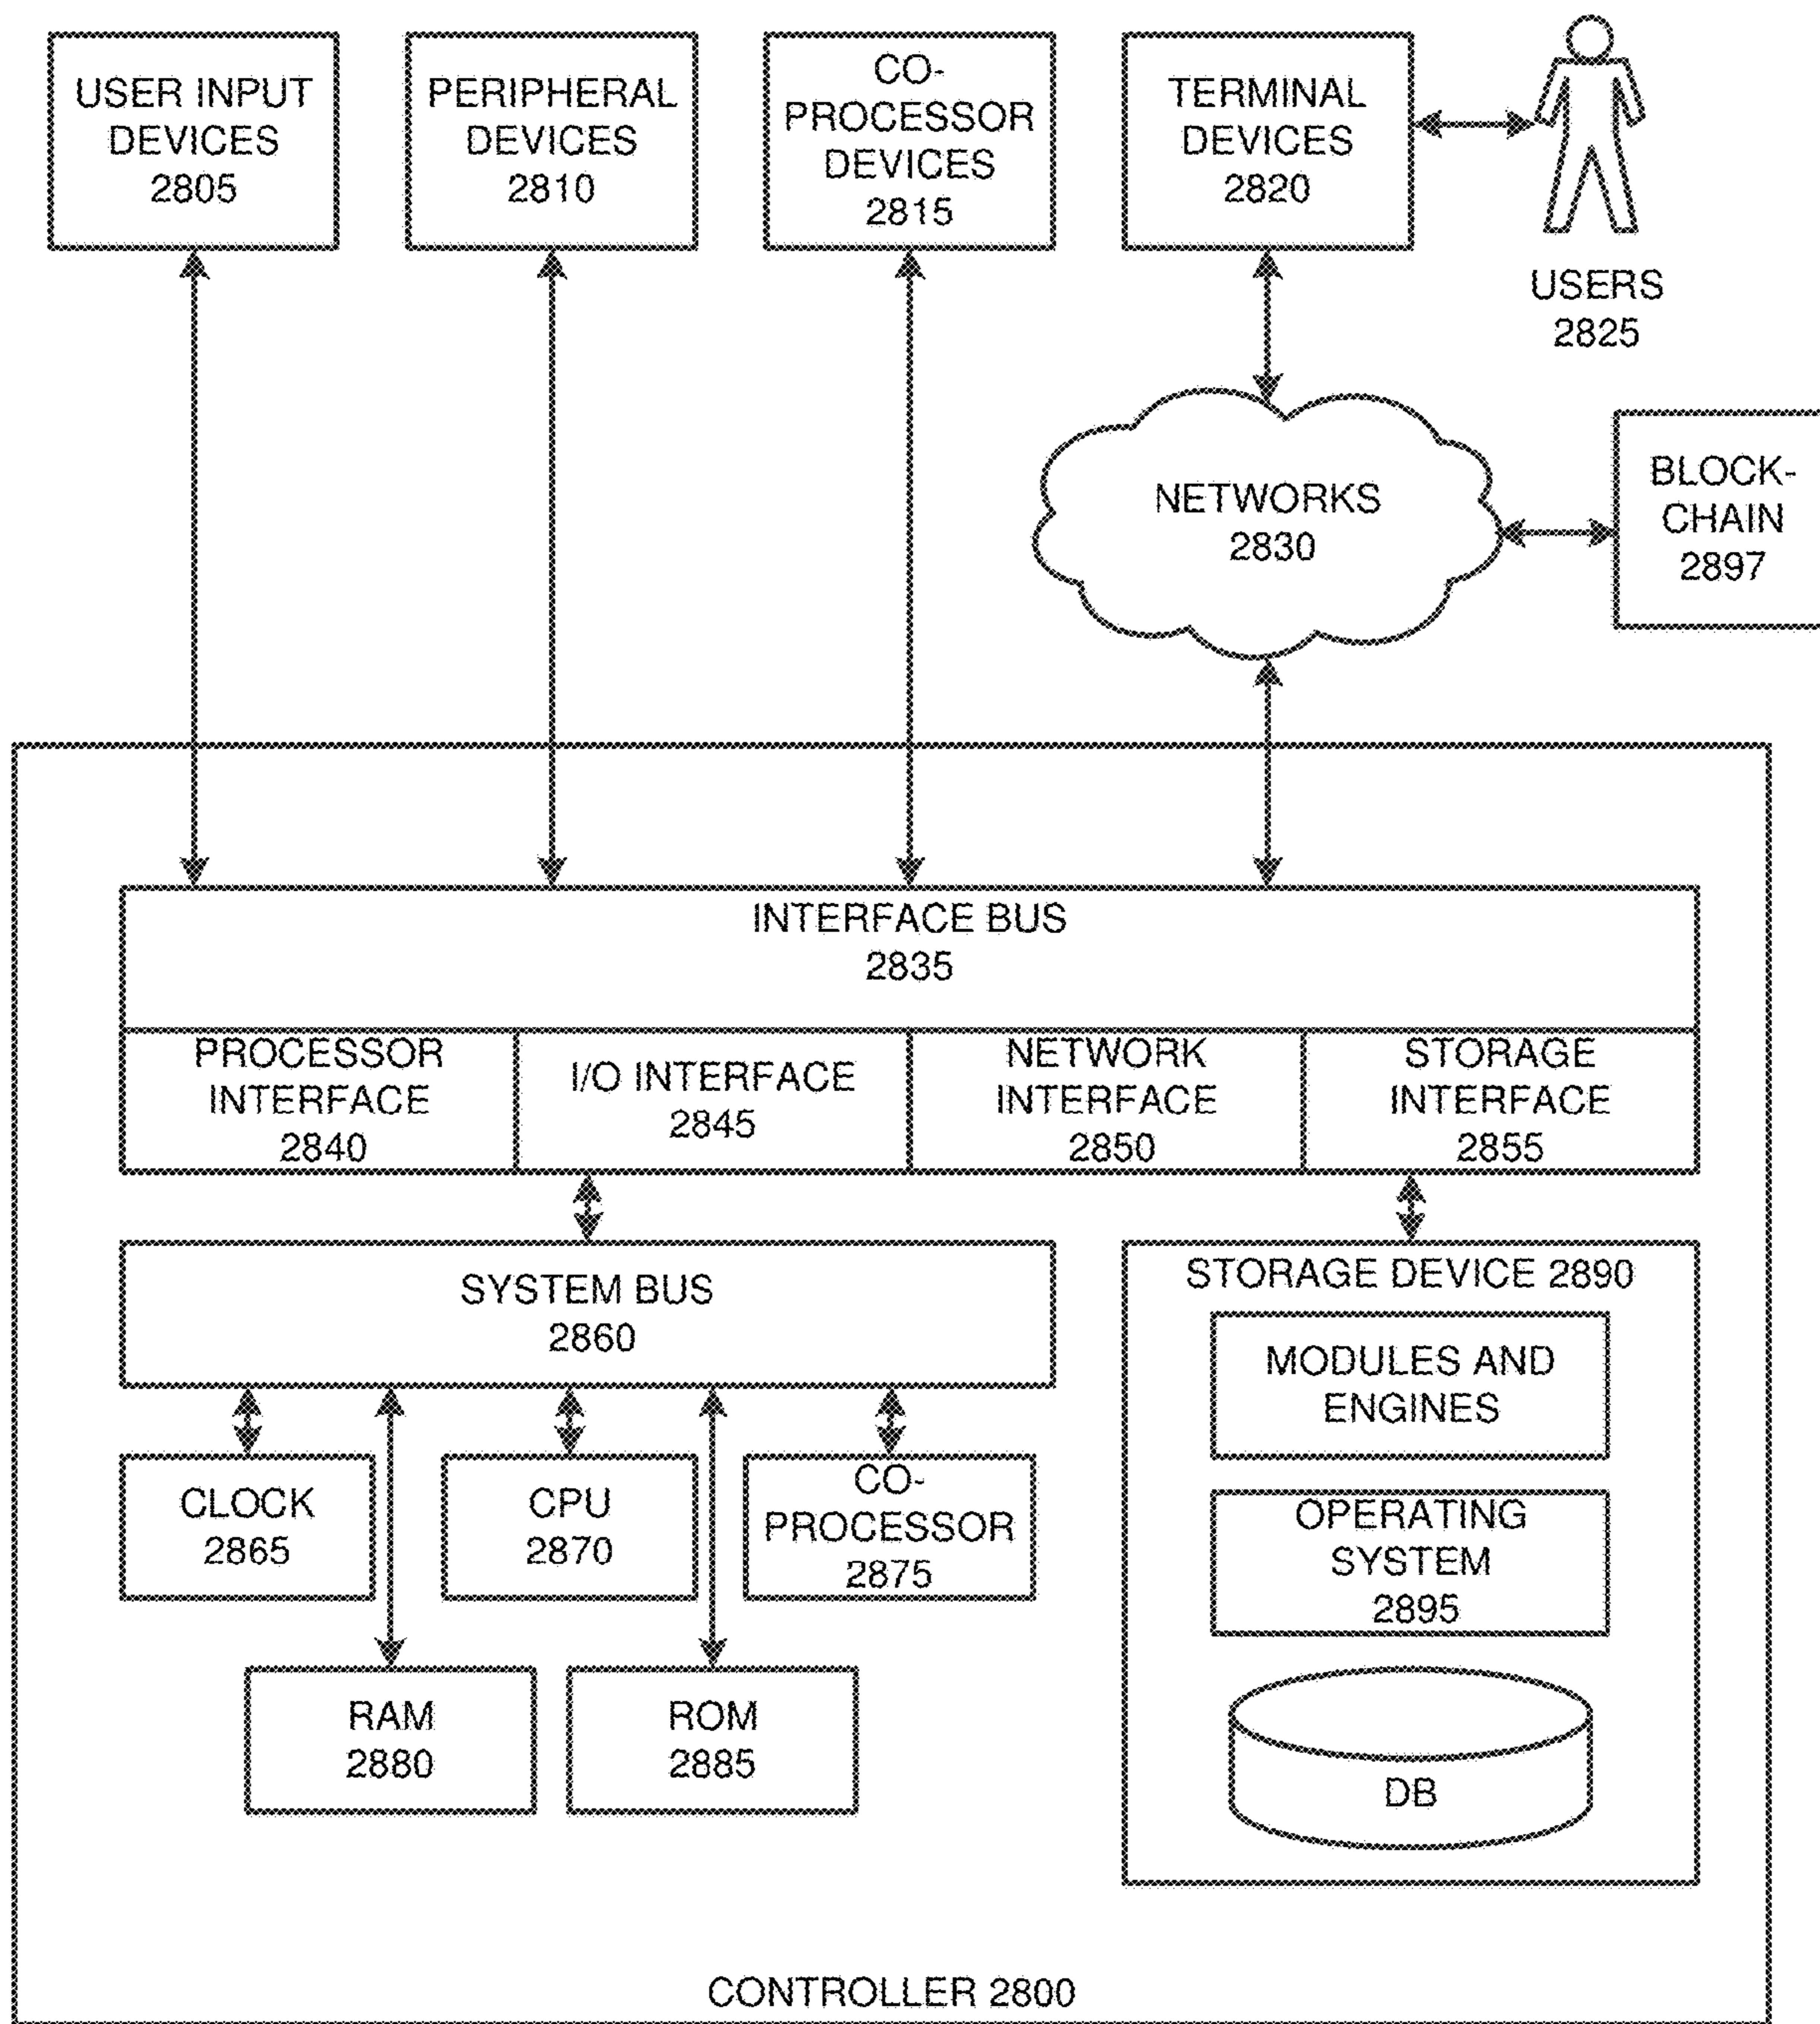 USER INPUT
DEVICES
2805
PERIPHERAL
DEVICES
2810
CO-
PROCESSOR
DEVICES
2815
TERMINAL
DEVICES
2820
USERS
2825
NETWORKS
2830
BLOCK-
CHAIN
2897
INTERFACE BUS
2835
PROCESSOR
INTERFACE
2840
I/O INTERFACE
2845
NETWORK
INTERFACE
2850
STORAGE
INTERFACE
2855
SYSTEM BUS
2860
STORAGE DEVICE 2890
MODULES AND
ENGINES
CLOCK
2865
CPU
2870
CO-
PROCESSOR
2875
OPERATING
SYSTEM
2895
RAM
2880
ROM
2885
DB
CONTROLLER 2800